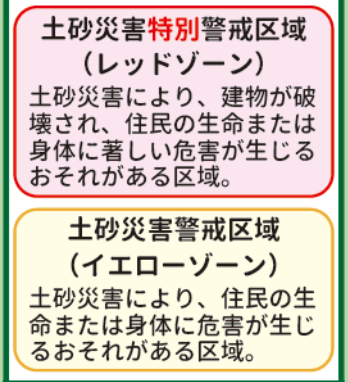 土砂災害特別警戒区域
（レッドゾーン）
土砂災害により、建物が破
壊され、住民の生命または
身体に著しい危害が生じる
おそれがある区域。
土砂災害警戒区域
（イエローゾーン）
土砂災害により、住民の生
命または身体に危害が生じ
るおそれがある区域。